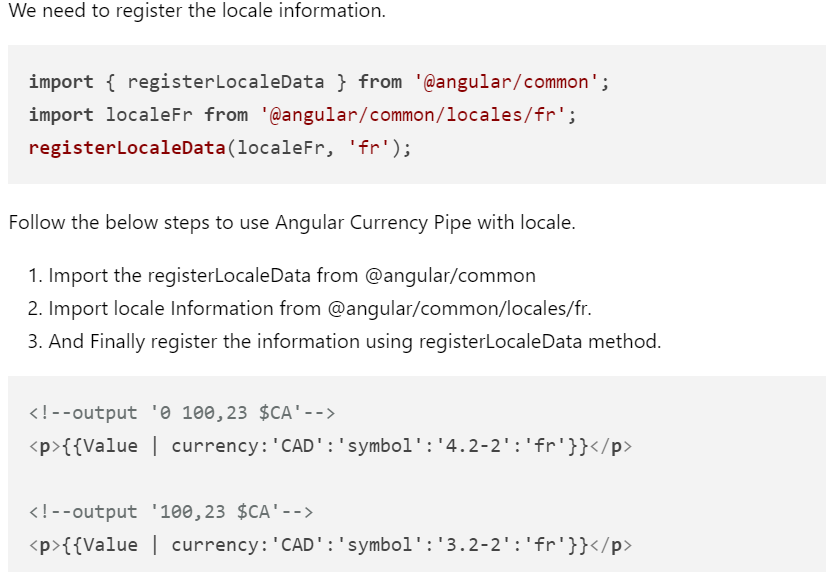 We need to register the locale information.
import { registerLocaleData } from '@angular/common';
import localeFr from '@angular/common/locales/fr';
registerLocaleData(localeFr, 'fr');
Follow the below steps to use Angular Currency Pipe with locale.
1. Import the registerLocaleData from @angular/common
2. Import locale Information from @angular/common/locales/fr.
3. And Finally register the information using registerLocaleData method.
<!--output '0 100,23 $CA'-->
<p>{{Value | currency:'CAD':'symbol':'4.2-2':'fr'}}</p>
<!--output '100,23 $CA'-->
<p>{{Value | currency:'CAD':'symbol':'3.2-2':'fr'}}</p>